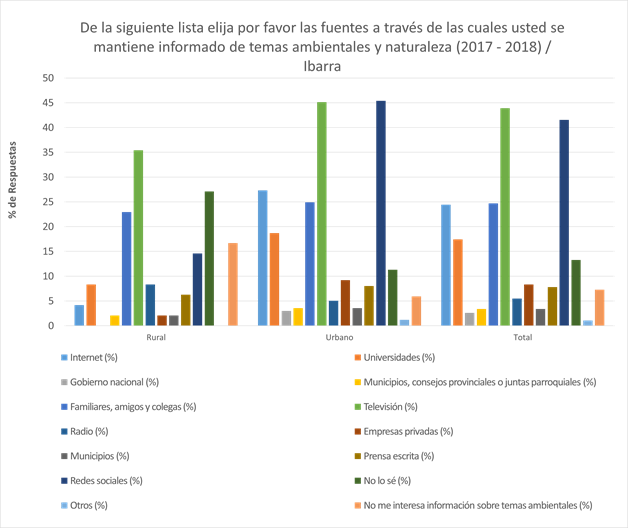 De la siguiente lista elija por favor las fuentes a través de las cuales usted se
mantiene informado de temas ambientales y naturaleza (2017 - 2018) /
Ibarra
% de Respuestas
50
45
40
35
30
25
20
15
10
5
0
Rural
Urbano
Total
Internet (%)
Universidades (%)
Gobierno nacional (%)
Municipios, consejos provinciales o juntas parroquiales (%)
Familiares, amigos y colegas (%)
Televisión (%)
Radio (%)
Empresas privadas (%)
Municipios (%)
Prensa escrita (%)
Redes sociales (%)
No lo sé (%)
Otros (%)
No me interesa información sobre temas ambientales (%)